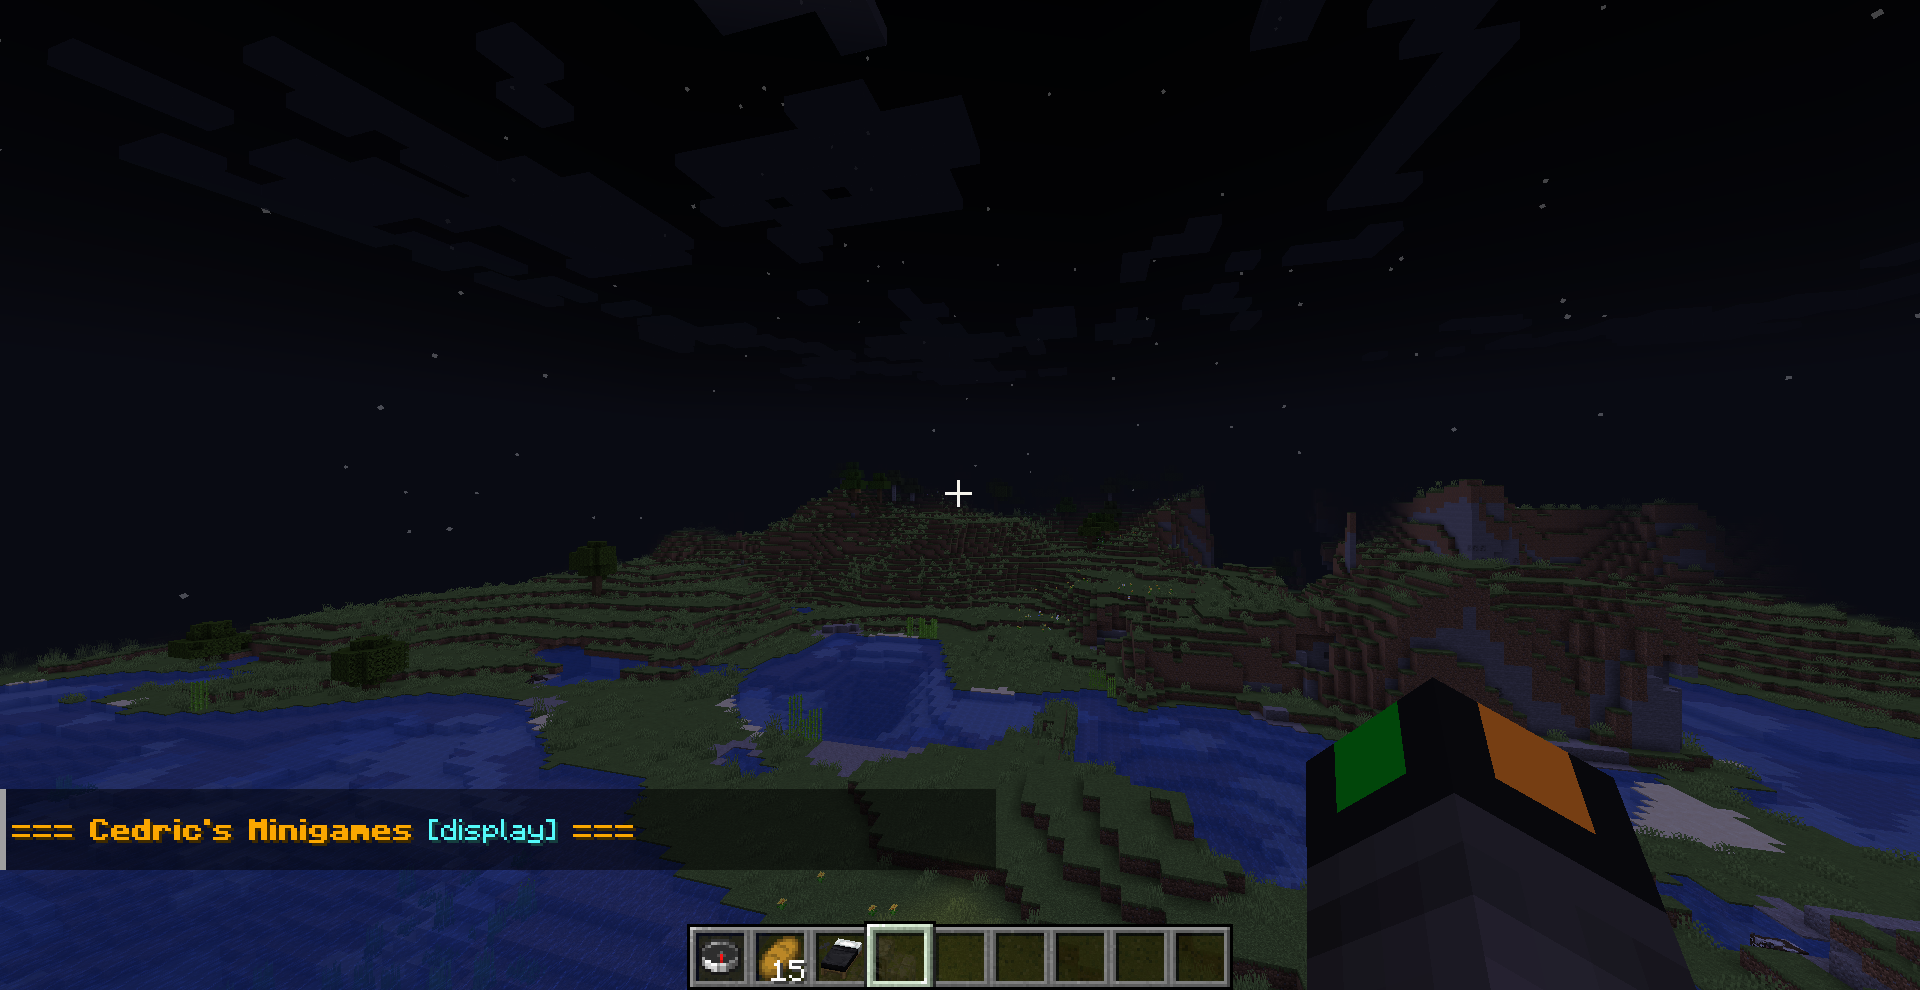 === Cedric's Minigames [display] ===
15